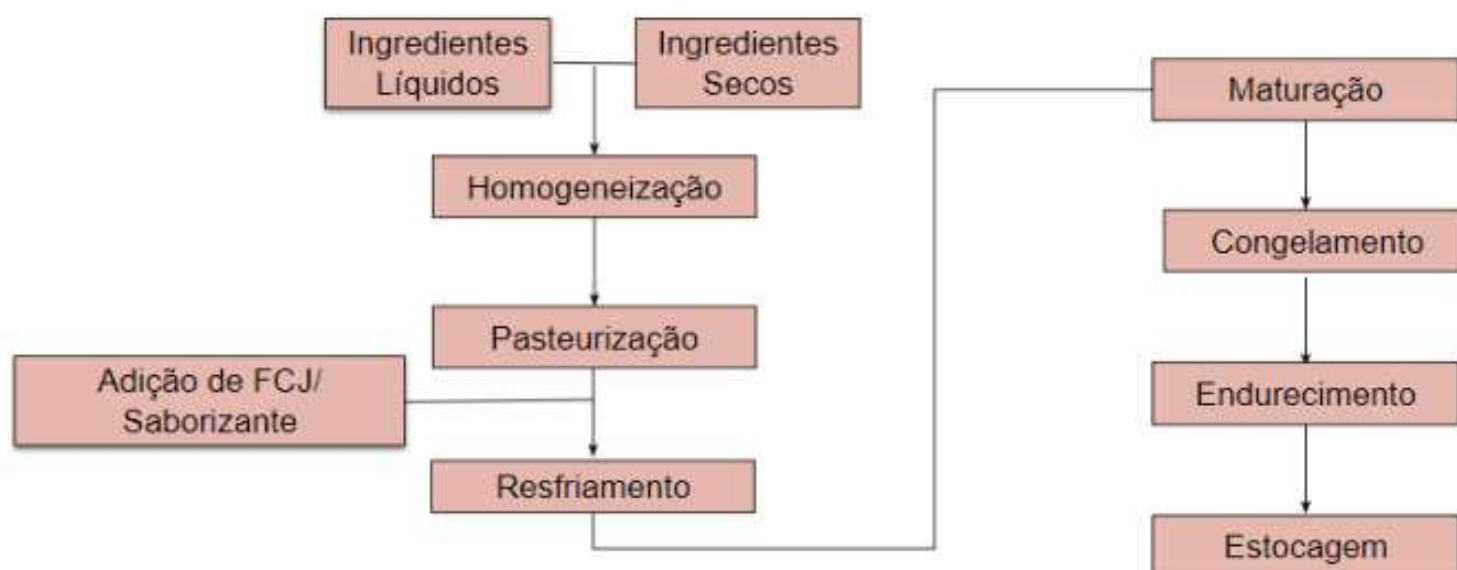 Ingredientes
Líquidos
Ingredientes
Secos
Homogeneização
Pasteurização
Adição de FCJ/
Saborizante
Resfriamento
Maturação
Congelamento
Endurecimento
Estocagem